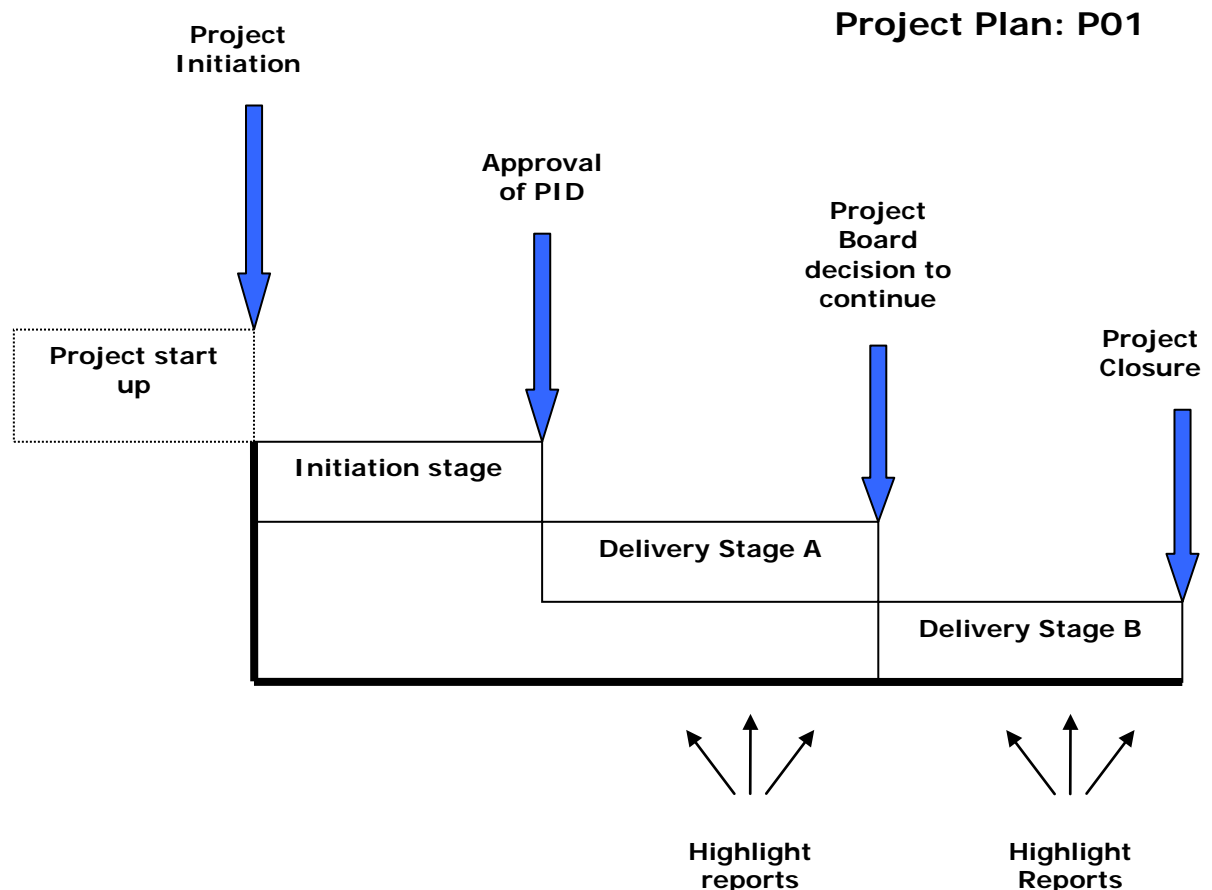 Project Plan: P01
Project
Initiation
Approval
of PID
Project
Board
decision to
continue
Project
Closure
Project start
up
Initiation stage
Delivery Stage A
Delivery Stage B
Highlight
reports
Highlight
Reports